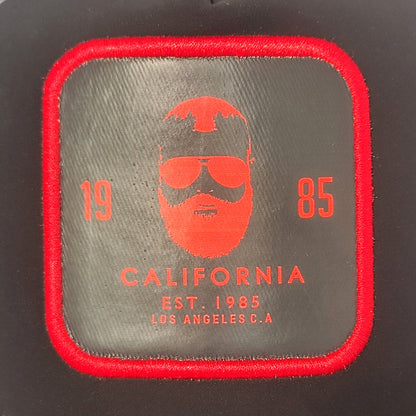 19 85
CALIFORNIA
EST. 1985
LOS ANGELES C.A